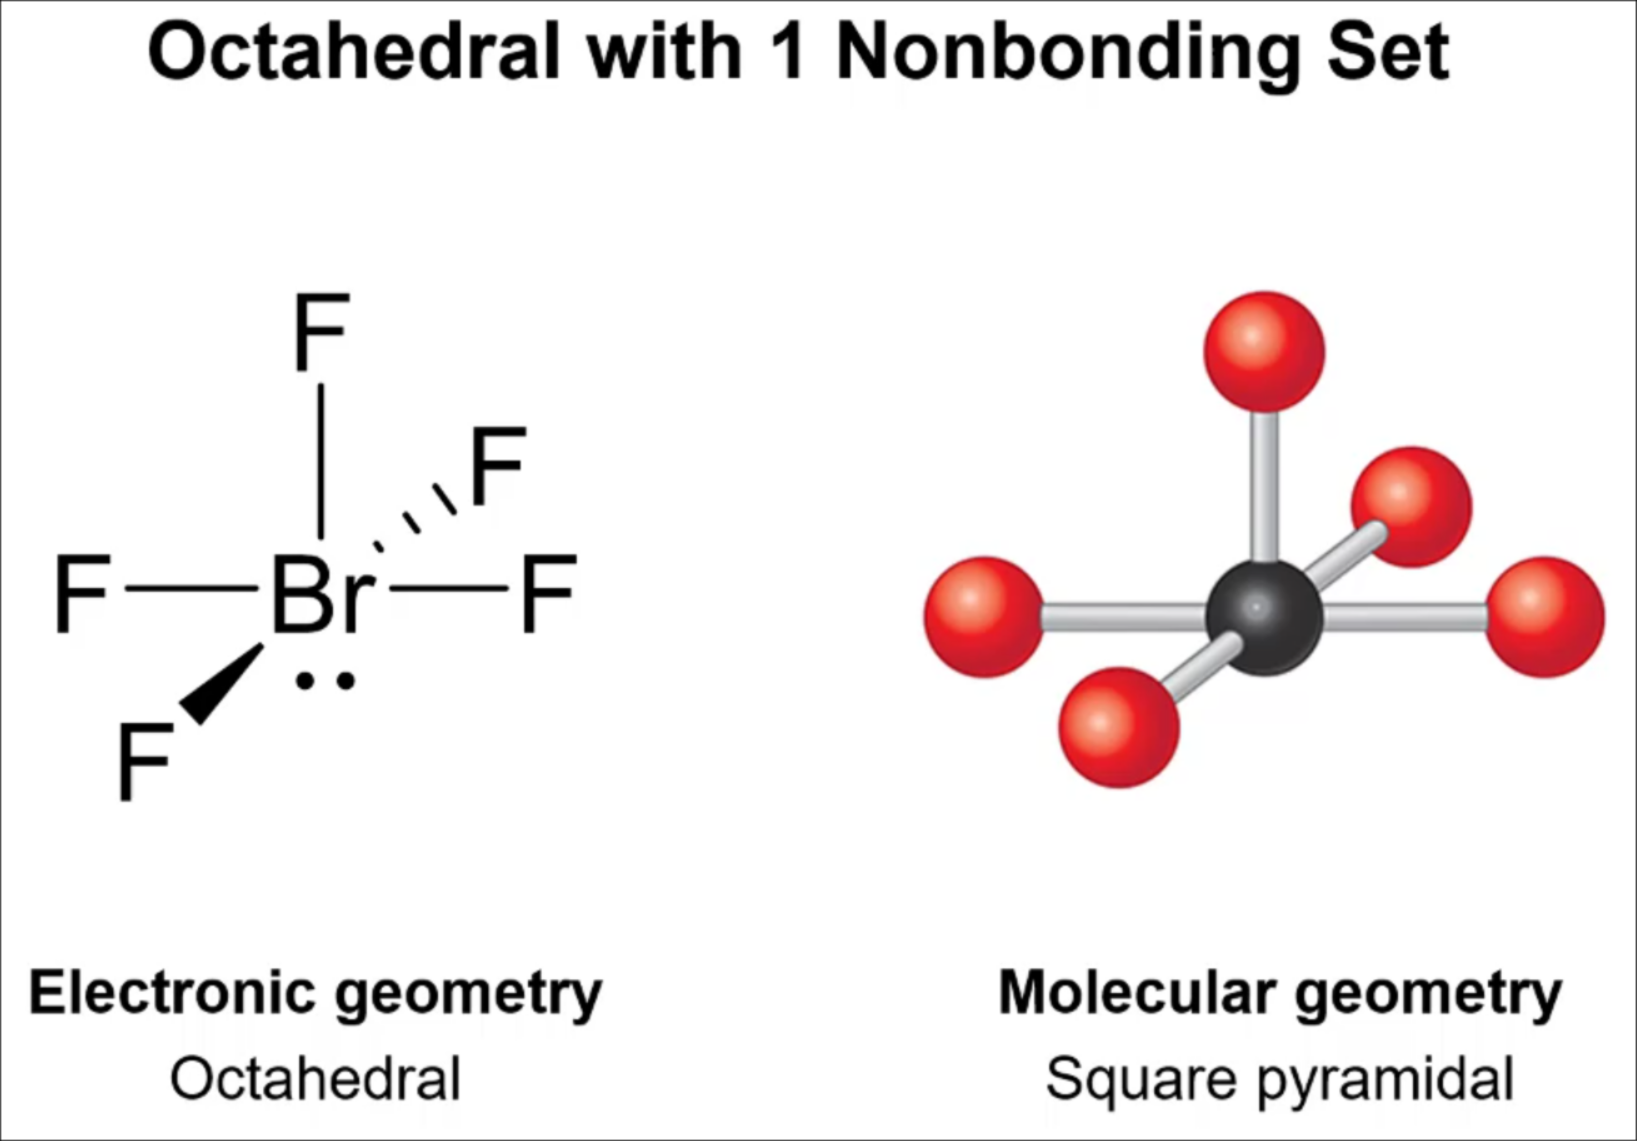 Octahedral with 1 Nonbonding Set
F
F
F Br F
F
Electronic geometry
Octahedral
Molecular geometry
Square pyramidal